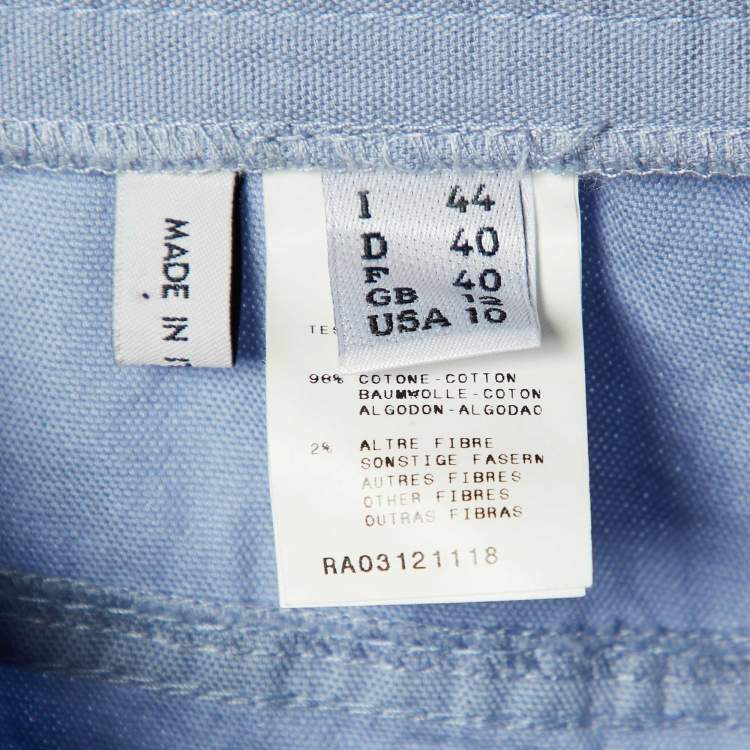 MADE IN
I 44
D 40
F 40
GB 12
USA 10
98% COTONE-COTTON
BAUMWOLLE-COTON
ALGODON-ALGODAO
2% ALTRE FIBRE
SONSTIGE FASERN
AUTRES FIBRES
OTHER FIBRES
OUTRAS FIBRAS
RA03121118